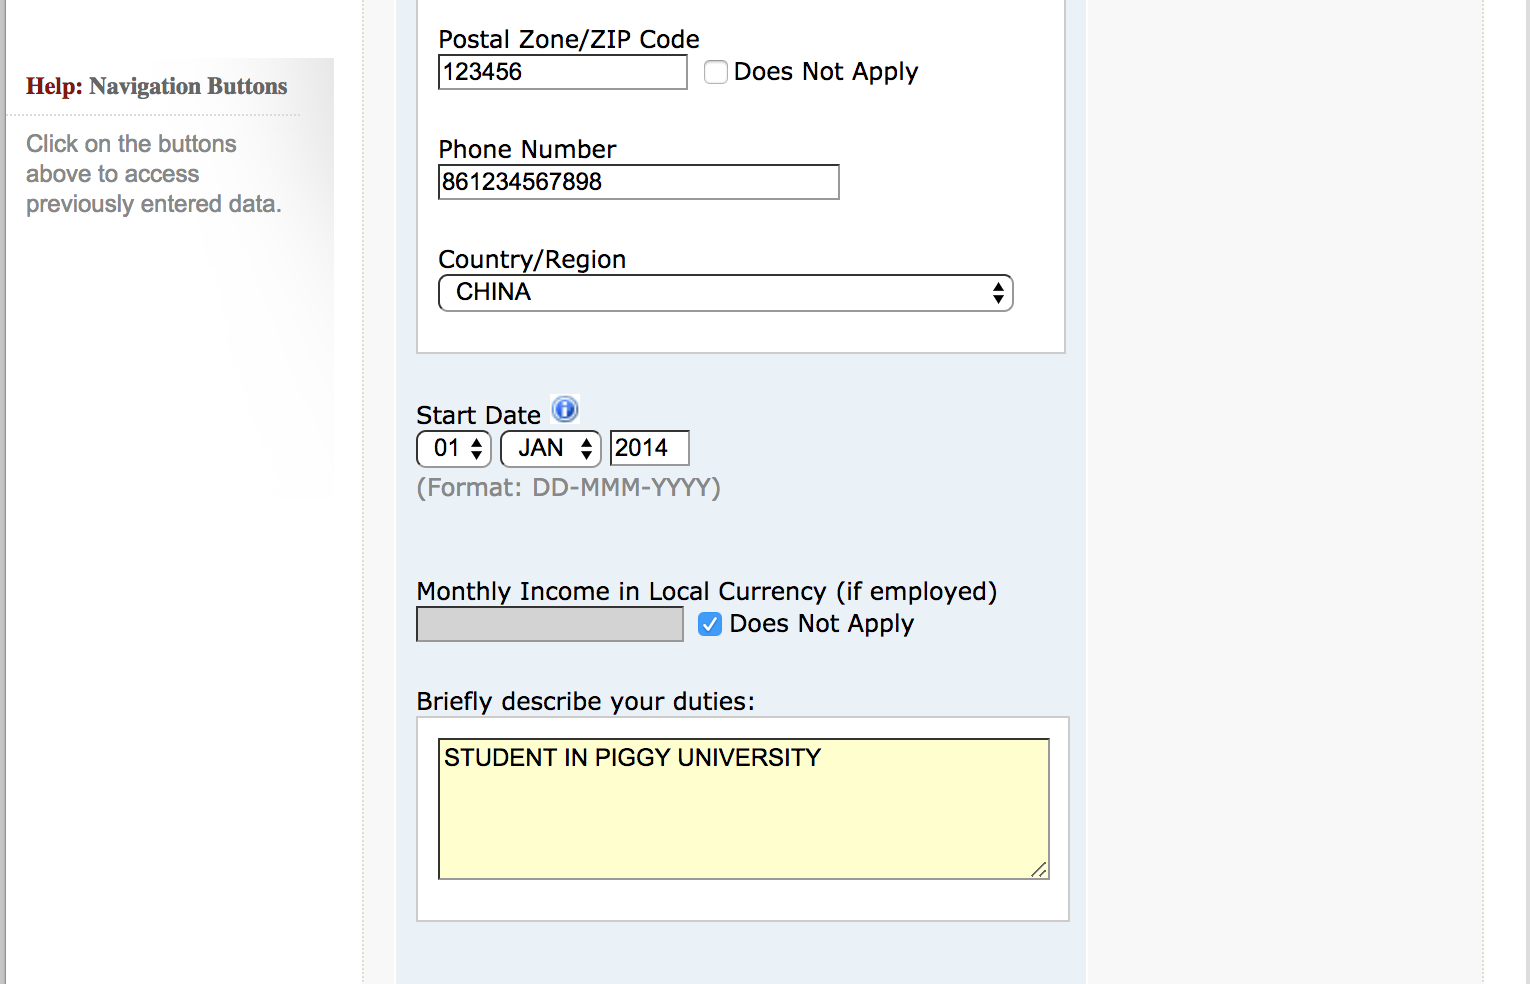 Help: Navigation Buttons
Click on the buttons
above to access
previously entered data.
Postal Zone/ZIP Code
123456 Does Not Apply
Phone Number
861234567898
Country/Region
CHINA
Start Date
01 JAN 2014
(Format: DD-MMM-YYYY)
Monthly Income in Local Currency (if employed)
Does Not Apply
Briefly describe your duties:
STUDENT IN PIGGY UNIVERSITY